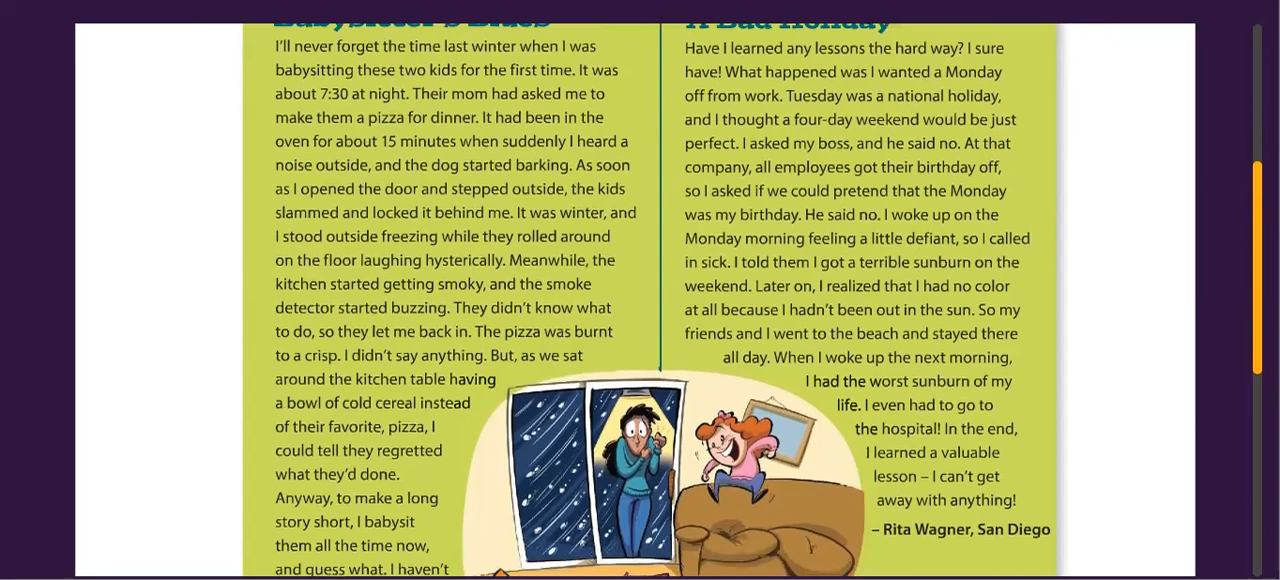 Babysitter's Blues
I'll never forget the time last winter when I was
babysitting these two kids for the first time. It was
about 7:30 at night. Their mom had asked me to
make them a pizza for dinner. It had been in the
oven for about 15 minutes when suddenly I heard a
noise outside, and the dog started barking. As soon
as I opened the door and stepped outside, the kids
slammed and locked it behind me. It was winter, and
I stood outside freezing while they rolled around
on the floor laughing hysterically. Meanwhile, the
kitchen started getting smoky, and the smoke
detector started buzzing. They didn't know what
to do, so they let me back in. The pizza was burnt
to a crisp. I didn't say anything. But, as we sat
around the kitchen table having
a bowl of cold cereal instead
of their favorite, pizza, I
could tell they regretted
what they'd done.
Anyway, to make a long
story short, I babysit
them all the time now,
and guess what. I haven't
A Bad Holiday
Have I learned any lessons the hard way? I sure
have! What happened was I wanted a Monday
off from work. Tuesday was a national holiday,
and I thought a four-day weekend would be just
perfect. I asked my boss, and he said no. At that
company, all employees got their birthday off,
so I asked if we could pretend that the Monday
was my birthday. He said no. I woke up on the
Monday morning feeling a little defiant, so I called
in sick. I told them I got a terrible sunburn on the
weekend. Later on, I realized that I had no color
at all because I hadn't been out in the sun. So my
friends and I went to the beach and stayed there
all day. When I woke up the next morning,
I had the worst sunburn of my
life. I even had to go to
the hospital! In the end,
I learned a valuable
lesson – I can't get
away with anything!
– Rita Wagner, San Diego